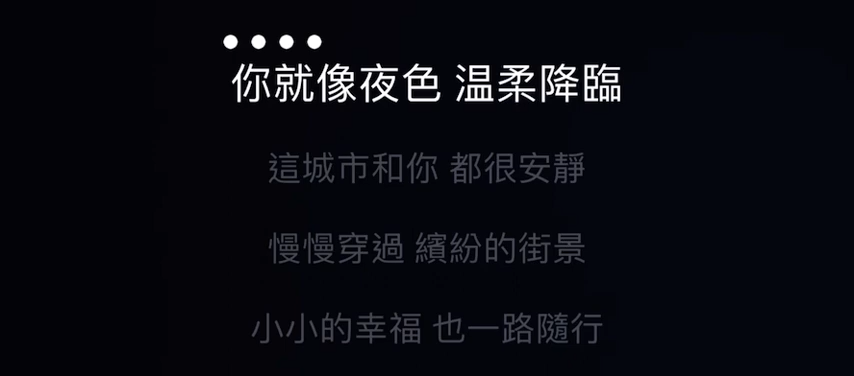 你就像夜色 温柔降臨
這城市和你 都很安靜
慢慢穿過 繽紛的街景
小小的幸福 也一路隨行